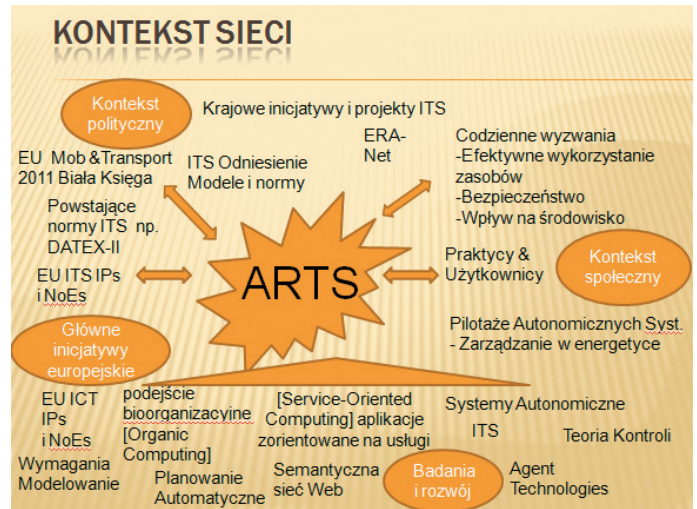 KONTEKST SIECI
Kontekst
polityczny
Krajowe inicjatywy i projekty ITS
EU Mob &Transport
2011 Biała Księga
ITS Odniesienie
Modele i normy
ERA-
Net
Codzienne wyzwania
-Efektywne wykorzystanie
zasobów
-Bezpieczeństwo
-Wpływ na środowisko
Powstające
normy ITS np.
DATEX-II
EU ITS IPs
i NoEs
ARTS
Praktycy &
Użytkownicy
Kontekst
społeczny
Główne
inicjatywy
europejskie
Pilotaże Autonomicznych Syst.
- Zarządzanie w energetyce
EU ICT
IPs
i NoEs
podejście
bioorganizacyjne
[Organic
Computing]
[Service-Oriented
Computing] aplikacje
zorientowane na usługi
Systemy Autonomiczne
ITS
Teoria Kontroli
Wymagania
Modelowanie
Planowanie
Automatyczne
Semantyczna
sieć Web
Badania
i rozwój
Agent
Technologies